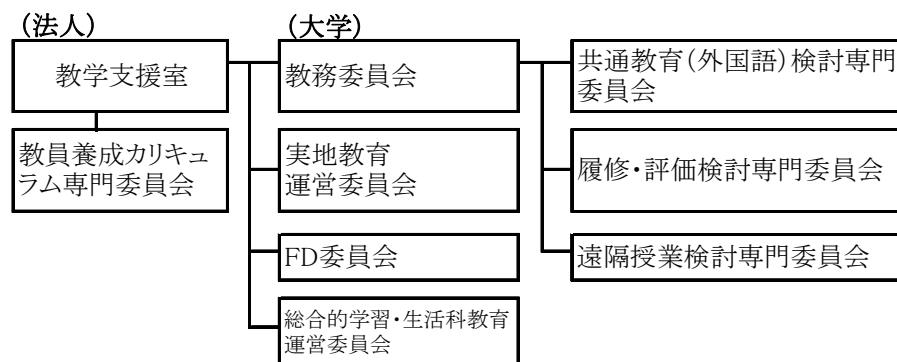 (法人)
(大学)
教学支援室
教務委員会
共通教育(外国語)検討専門
委員会
教員養成カリキュ
ラム専門委員会
実地教育
運営委員会
履修・評価検討専門委員会
FD委員会
遠隔授業検討専門委員会
総合的学習・生活科教育
運営委員会